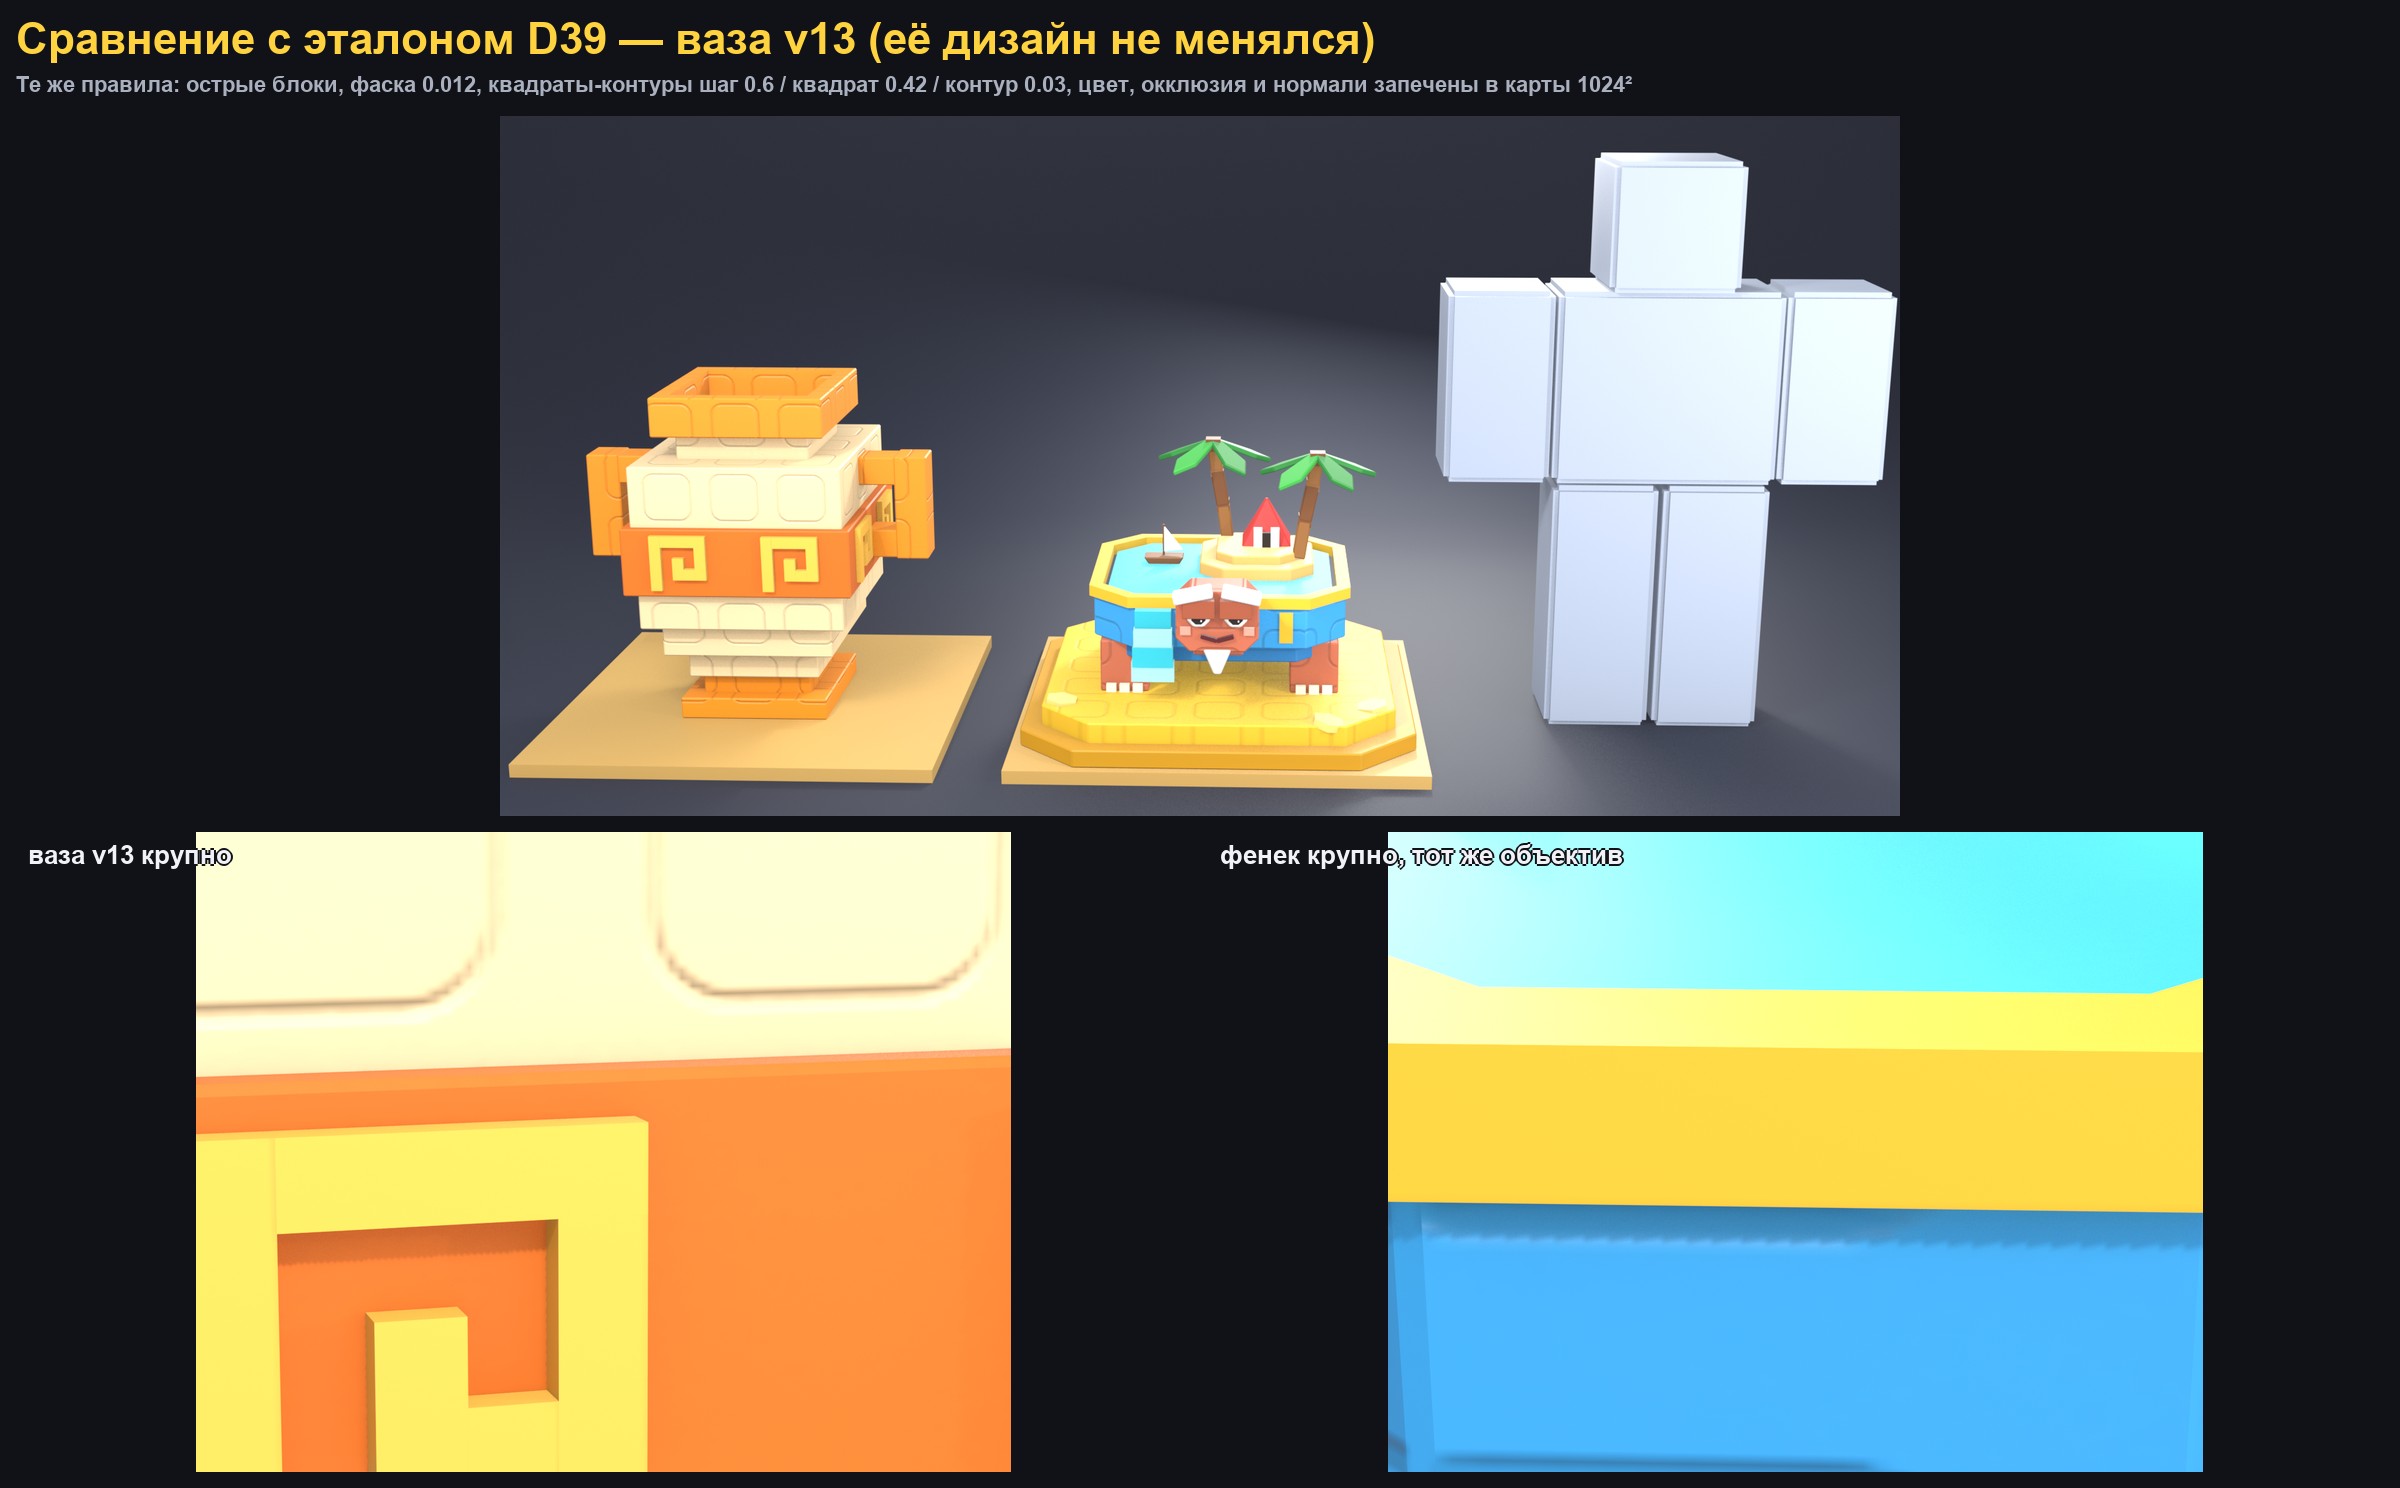 Сравнение с эталоном D39 — ваза v13 (её дизайн не менялся)
Те же правила: острые блоки, фаска 0.012, квадраты-контуры шаг 0.6 / квадрат 0.42 / контур 0.03, цвет, окклюзия и нормали запечены в карты 1024²
ваза v13 крупно
фенек крупно, тот же объектив